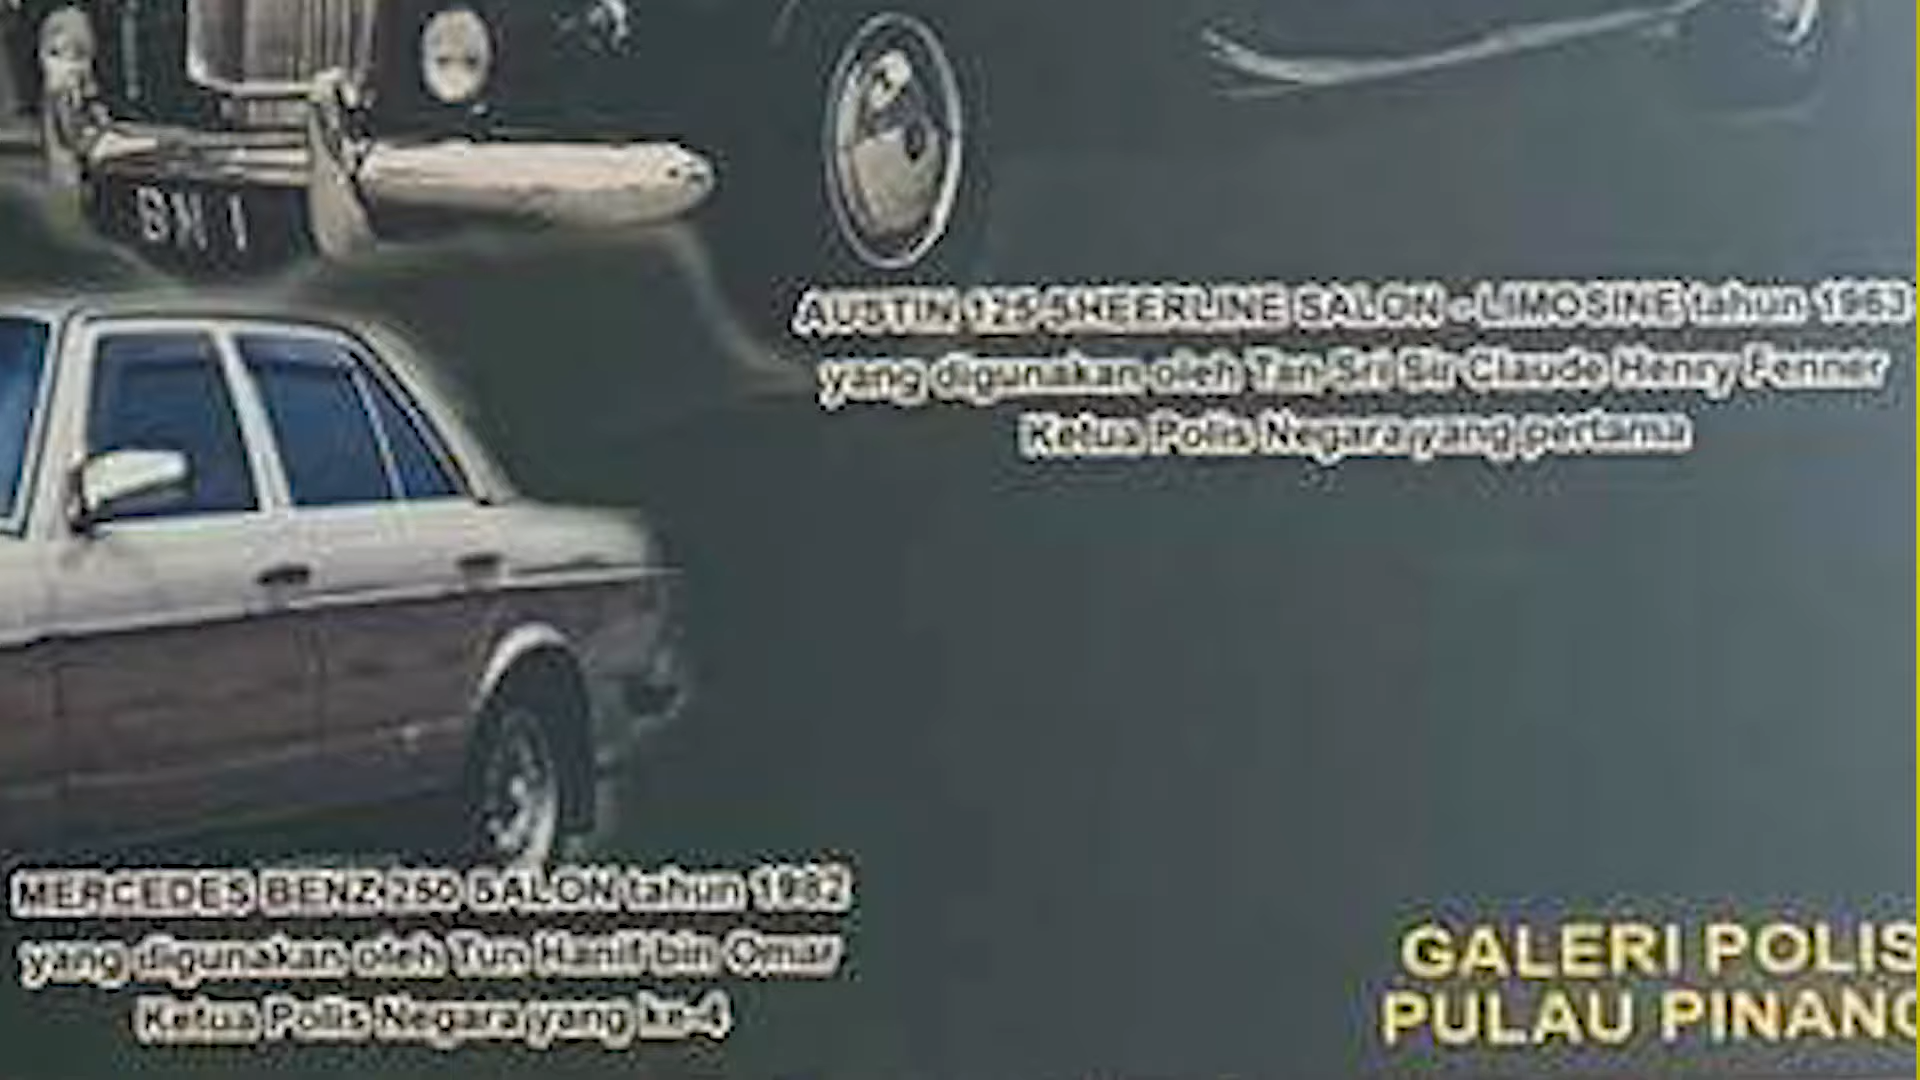 BN 1
AUSTIN 125 SHEERLINE SALON - LIMOSINE tahun 1963
yang digunakan oleh Tan Sri Sir Claude Henry Fenner
Ketua Polis Negara yang pertama
MERCEDES BENZ 280 SALON tahun 1982
yang digunakan oleh Tun Hanif bin Omar
Ketua Polis Negara yang ke-4
GALERI POLIS
PULAU PINANG